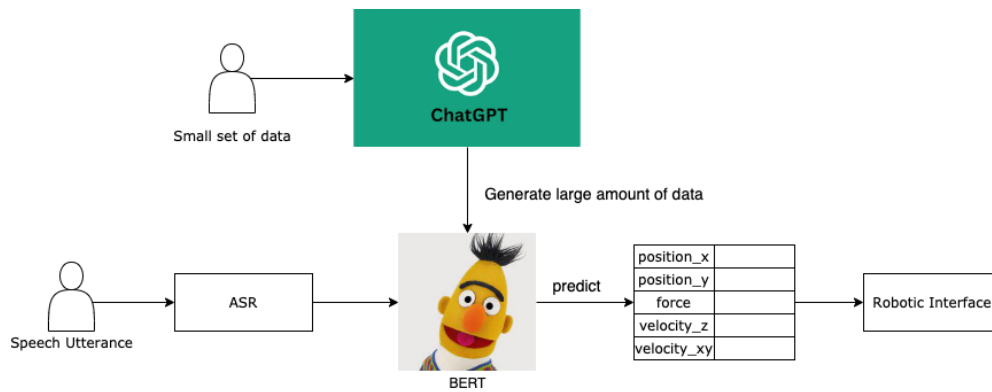 ChatGPT
Small set of data
Generate large amount of data
Speech Utterance
ASR
BERT
predict
position_x
position_y
force
velocity_z
velocity_xy
Robotic Interface